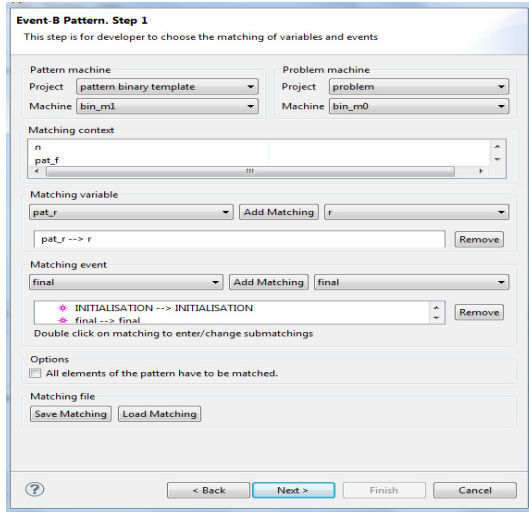 Event-B Pattern. Step 1
This step is for developer to choose the matching of variables and events
Pattern machine Problem machine
Project pattern binary template Project problem
Machine bin_m1 Machine bin_m0
Matching context
n
pat_f
Matching variable
pat_r Add Matching r
pat_r --> r Remove
Matching event
final Add Matching final
INITIALISATION --> INITIALISATION
final --> final
Remove
Double click on matching to enter/change submatchings
Options
All elements of the pattern have to be matched.
Matching file
Save Matching Load Matching
? < Back Next > Finish Cancel